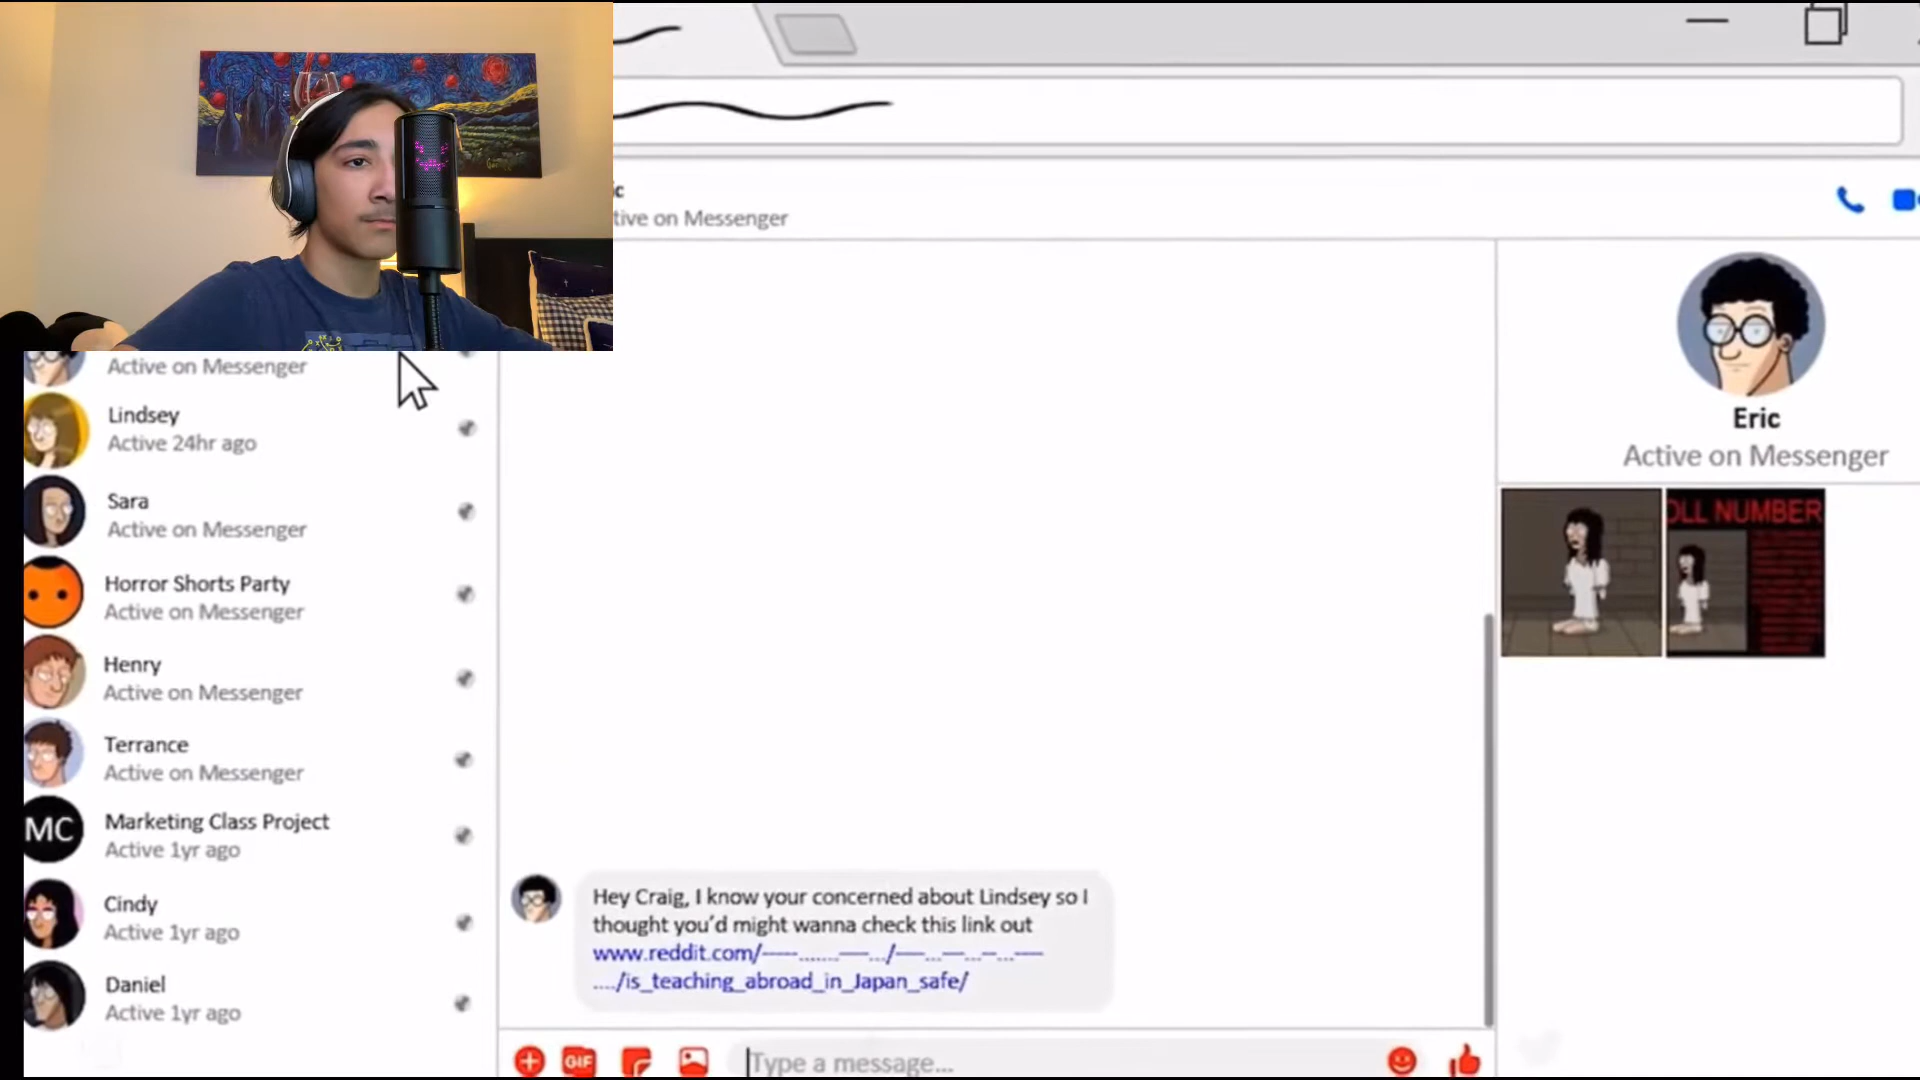 tive on Messenger
Active on Messenger
Lindsey
Active 24hr ago
Sara
Active on Messenger
Horror Shorts Party
Active on Messenger
Henry
Active on Messenger
Terrance
Active on Messenger
MC
Marketing Class Project
Active 1yr ago
Cindy
Active 1yr ago
Daniel
Active 1yr ago
Hey Craig, I know your concerned about Lindsey so I
thought you'd might wanna check this link out
www.reddit.com/-----.......----.../----...---...--...----
..../is_teaching_abroad_in_Japan_safe/
GIF
Type a message...
Eric
Active on Messenger
OLL NUMBER